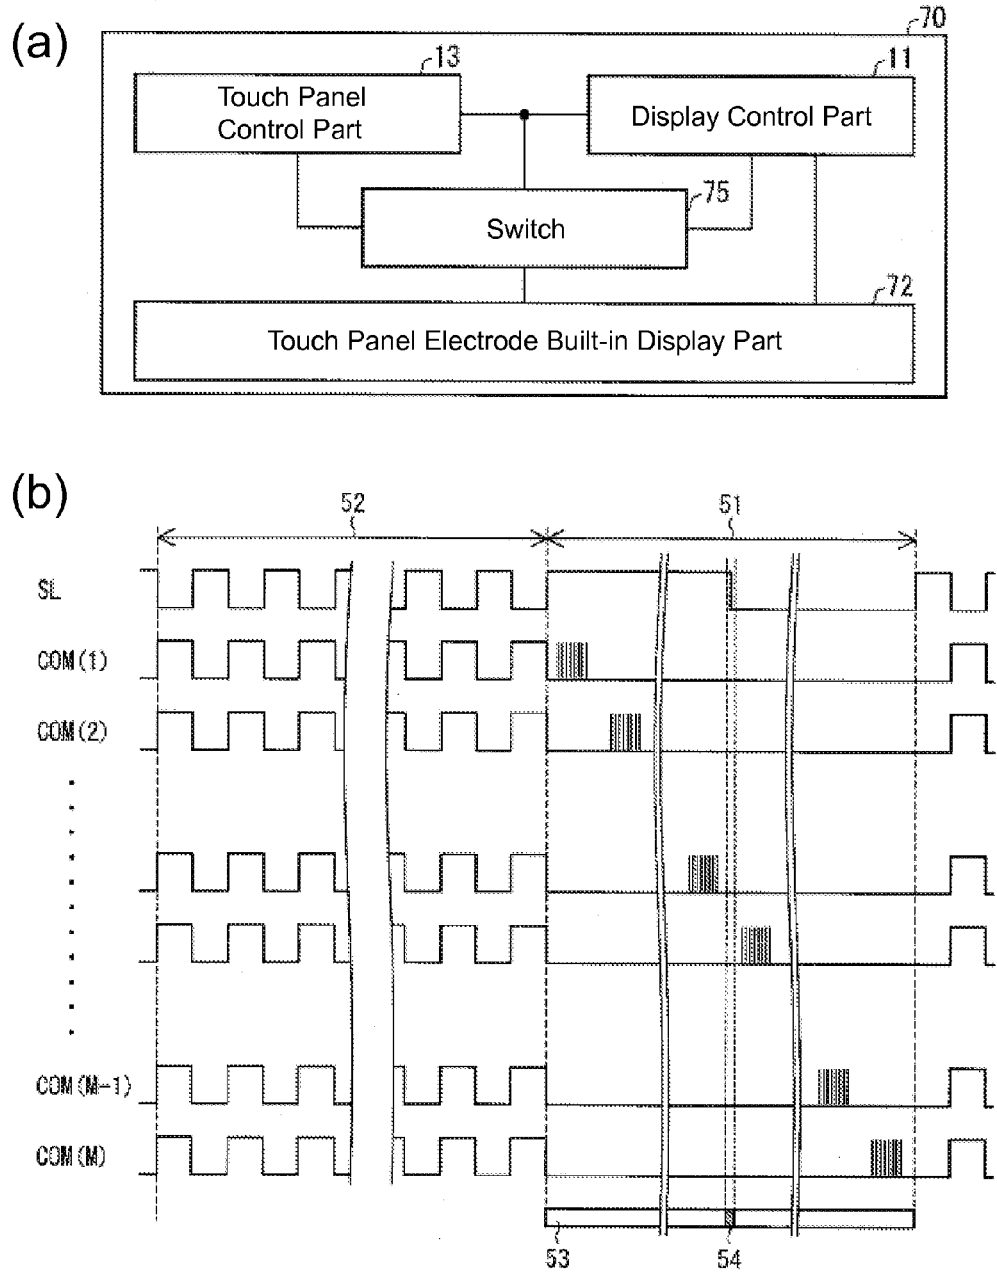 (a)
70
13
11
Touch Panel
Control Part
Display Control Part
75
Switch
72
Touch Panel Electrode Built-in Display Part
(b)
52
51
SL
COM(1)
COM(2)
COM(M-1)
COM(M)
53
54